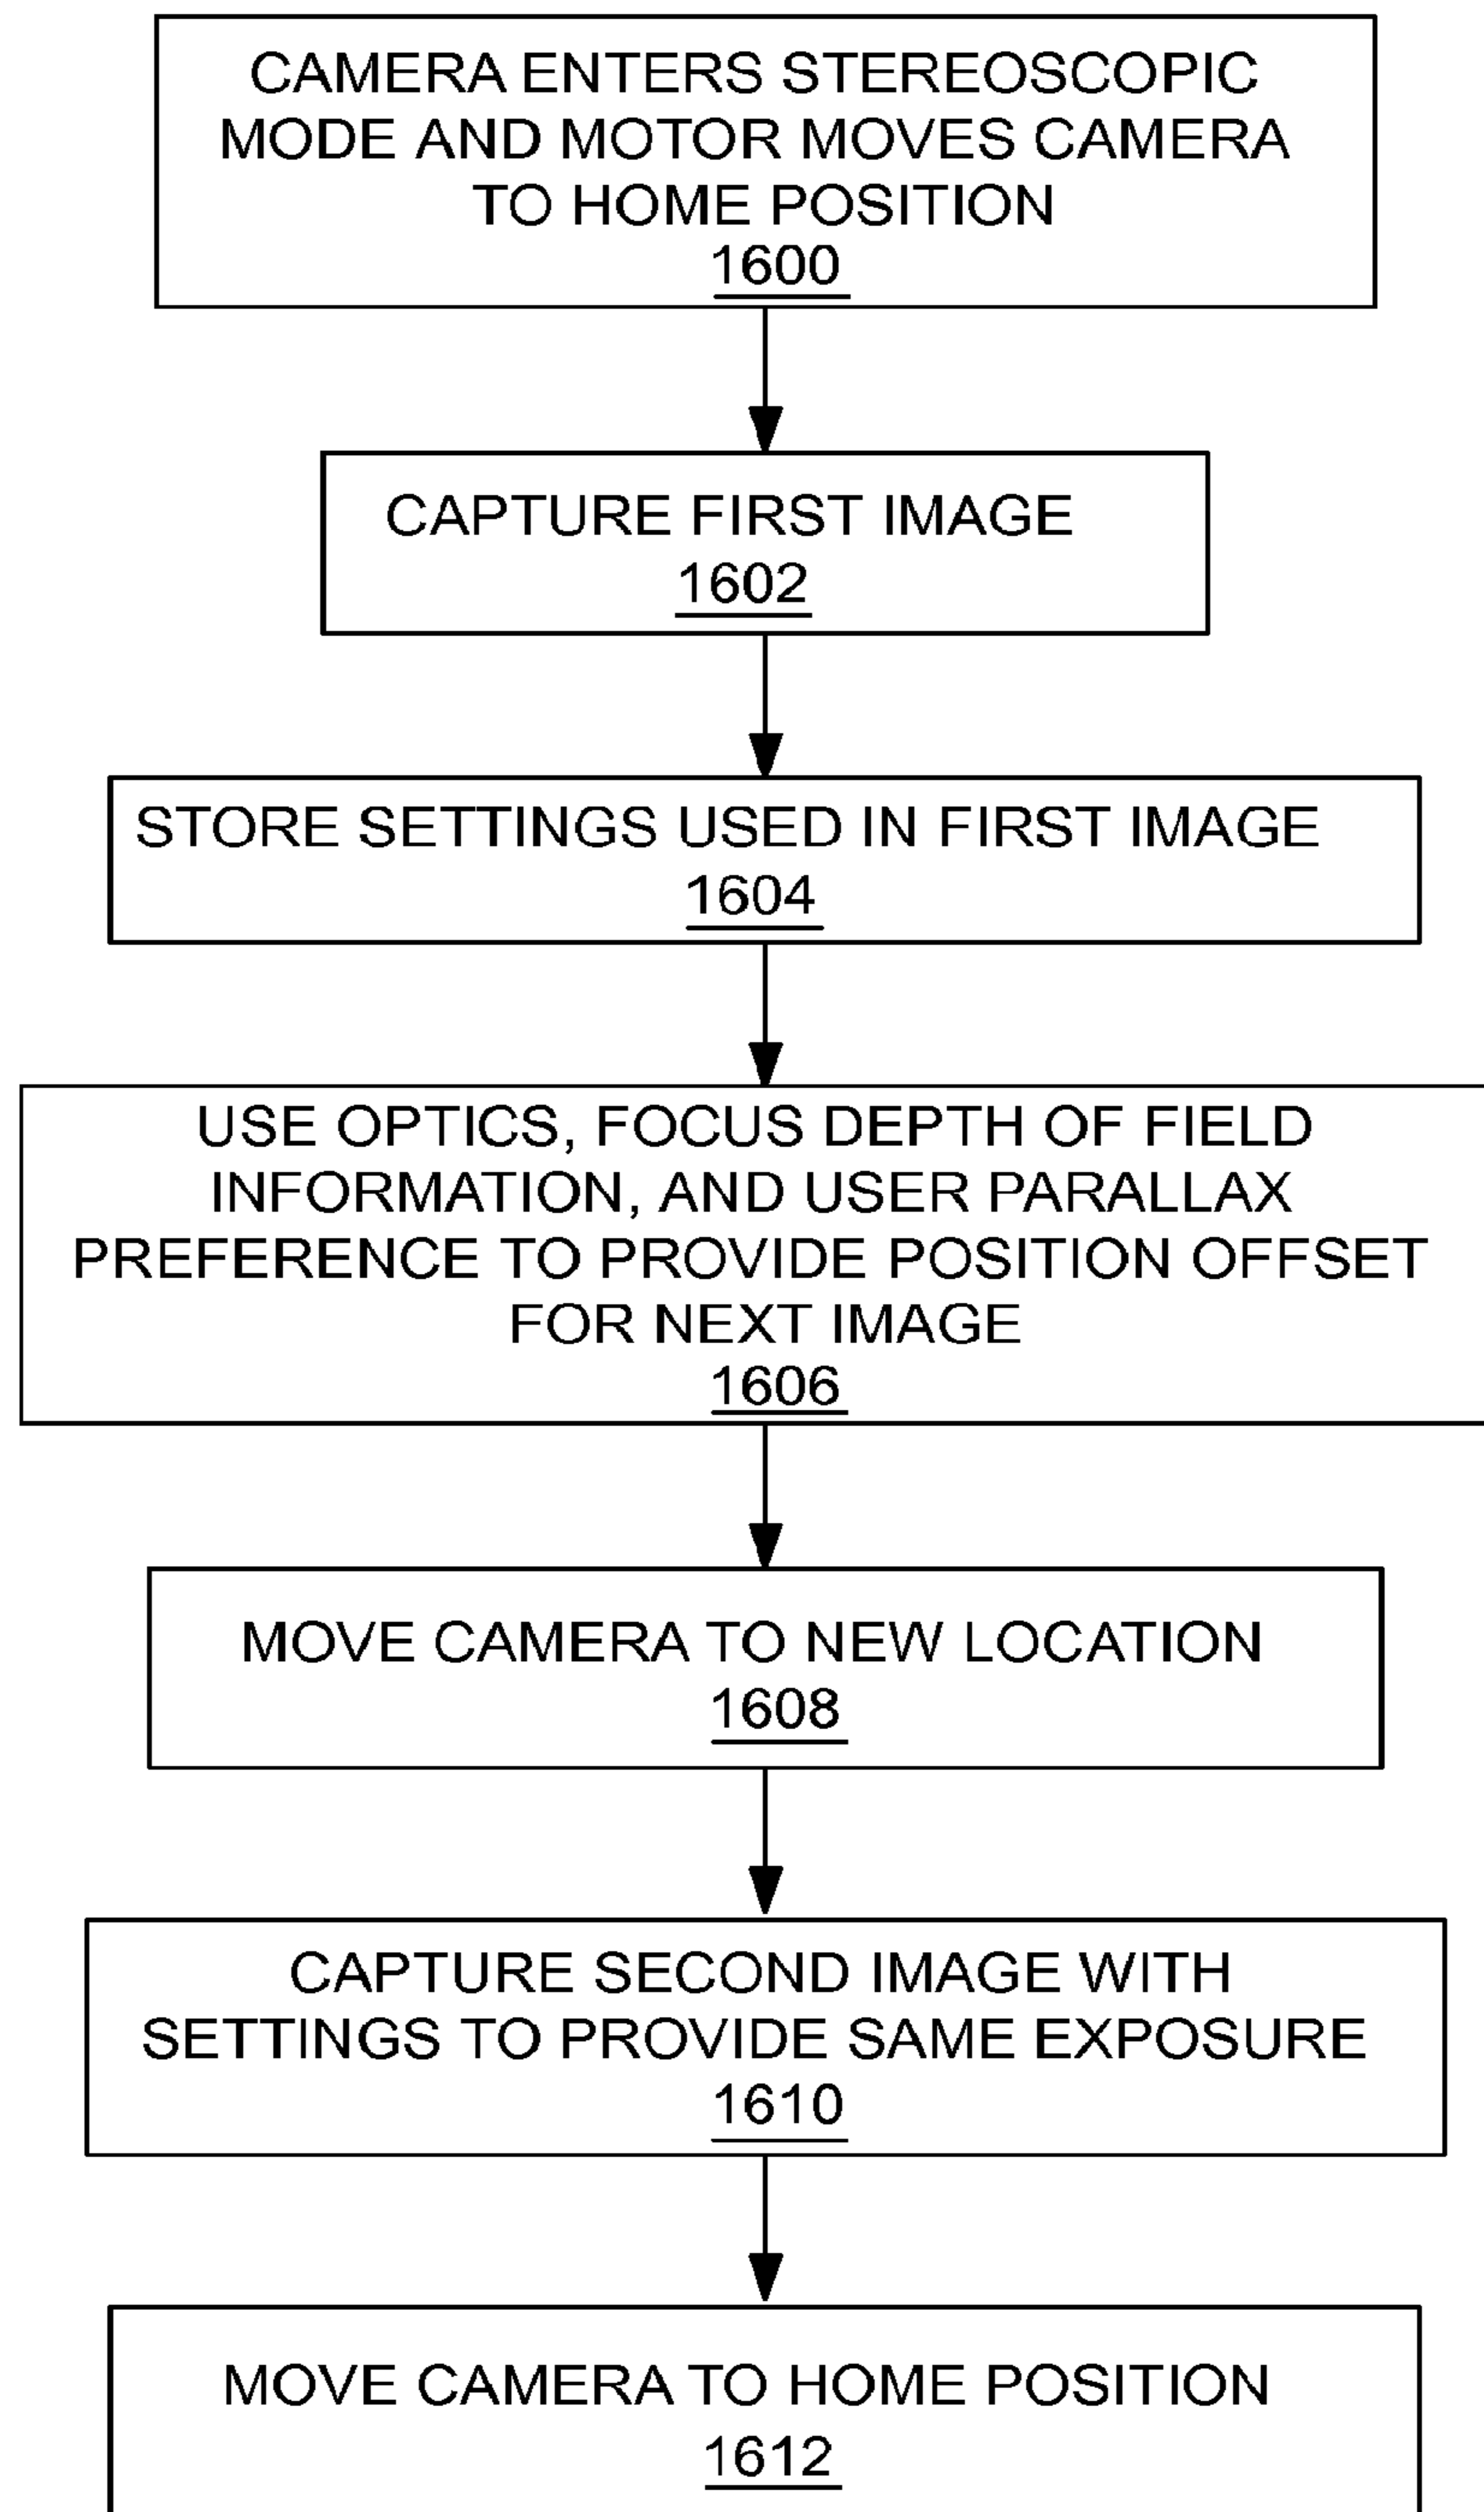 CAMERA ENTERS STEREOSCOPIC
MODE AND MOTOR MOVES CAMERA
TO HOME POSITION
1600
CAPTURE FIRST IMAGE
1602
STORE SETTINGS USED IN FIRST IMAGE
1604
USE OPTICS, FOCUS DEPTH OF FIELD
INFORMATION, AND USER PARALLAX
PREFERENCE TO PROVIDE POSITION OFFSET
FOR NEXT IMAGE
1606
MOVE CAMERA TO NEW LOCATION
1608
CAPTURE SECOND IMAGE WITH
SETTINGS TO PROVIDE SAME EXPOSURE
1610
MOVE CAMERA TO HOME POSITION
1612